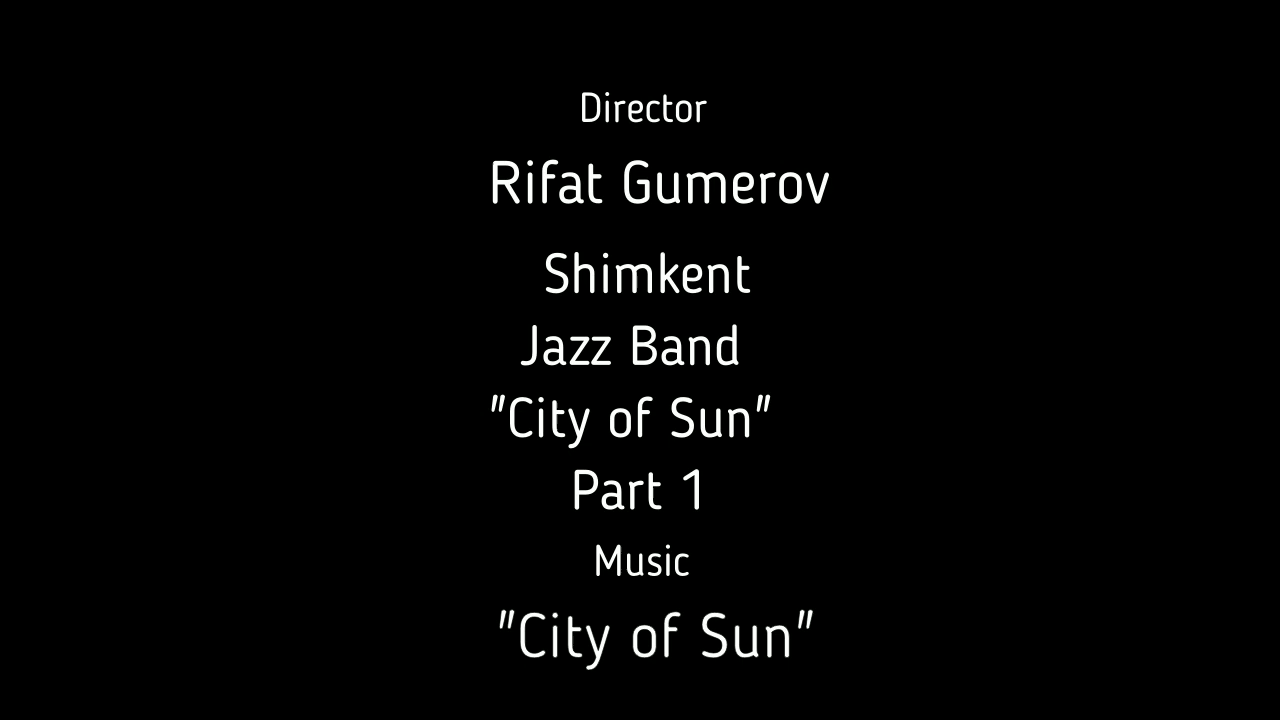 Director
Rifat Gumerov
Shimkent
Jazz Band
"City of Sun"
Part 1
Music
"City of Sun"